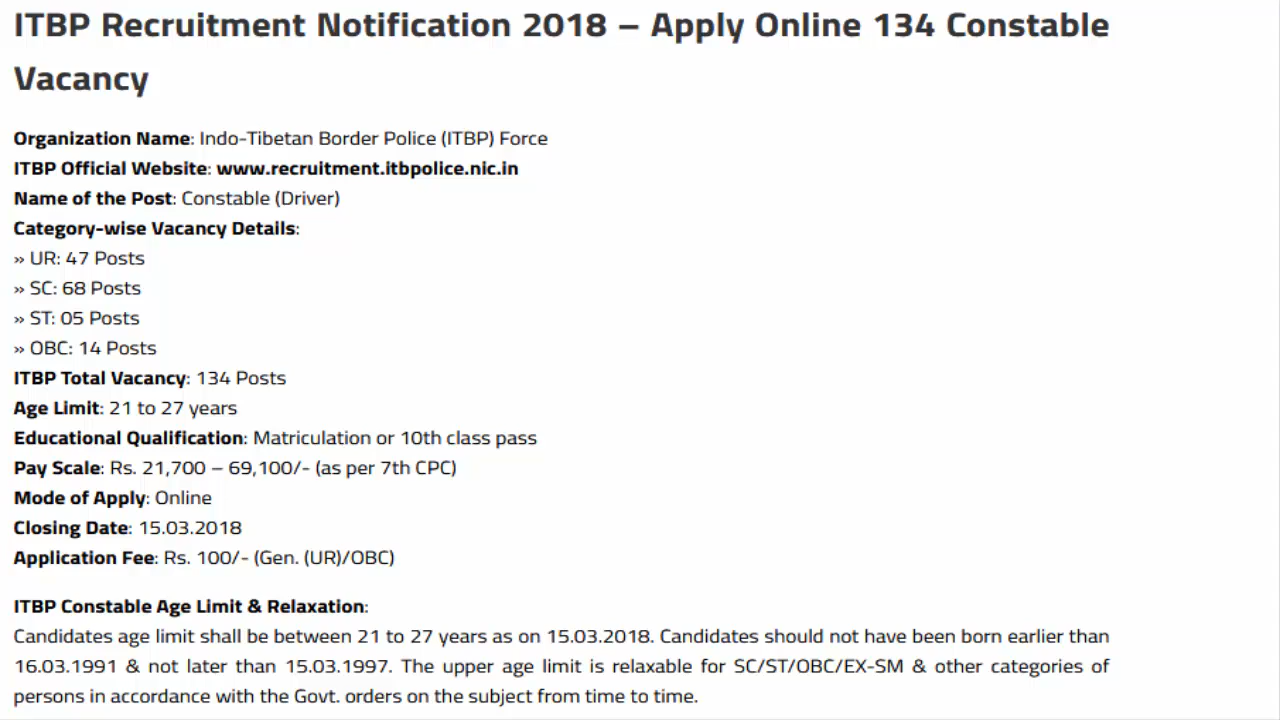 ITBP Recruitment Notification 2018 – Apply Online 134 Constable
Vacancy
Organization Name: Indo-Tibetan Border Police (ITBP) Force
ITBP Official Website: www.recruitment.itbpolice.nic.in
Name of the Post: Constable (Driver)
Category-wise Vacancy Details:
» UR: 47 Posts
» SC: 68 Posts
» ST: 05 Posts
» OBC: 14 Posts
ITBP Total Vacancy: 134 Posts
Age Limit: 21 to 27 years
Educational Qualification: Matriculation or 10th class pass
Pay Scale: Rs. 21,700 – 69,100/- (as per 7th CPC)
Mode of Apply: Online
Closing Date: 15.03.2018
Application Fee: Rs. 100/- (Gen. (UR)/OBC)
ITBP Constable Age Limit & Relaxation:
Candidates age limit shall be between 21 to 27 years as on 15.03.2018. Candidates should not have been born earlier than
16.03.1991 & not later than 15.03.1997. The upper age limit is relaxable for SC/ST/OBC/EX-SM & other categories of
persons in accordance with the Govt. orders on the subject from time to time.